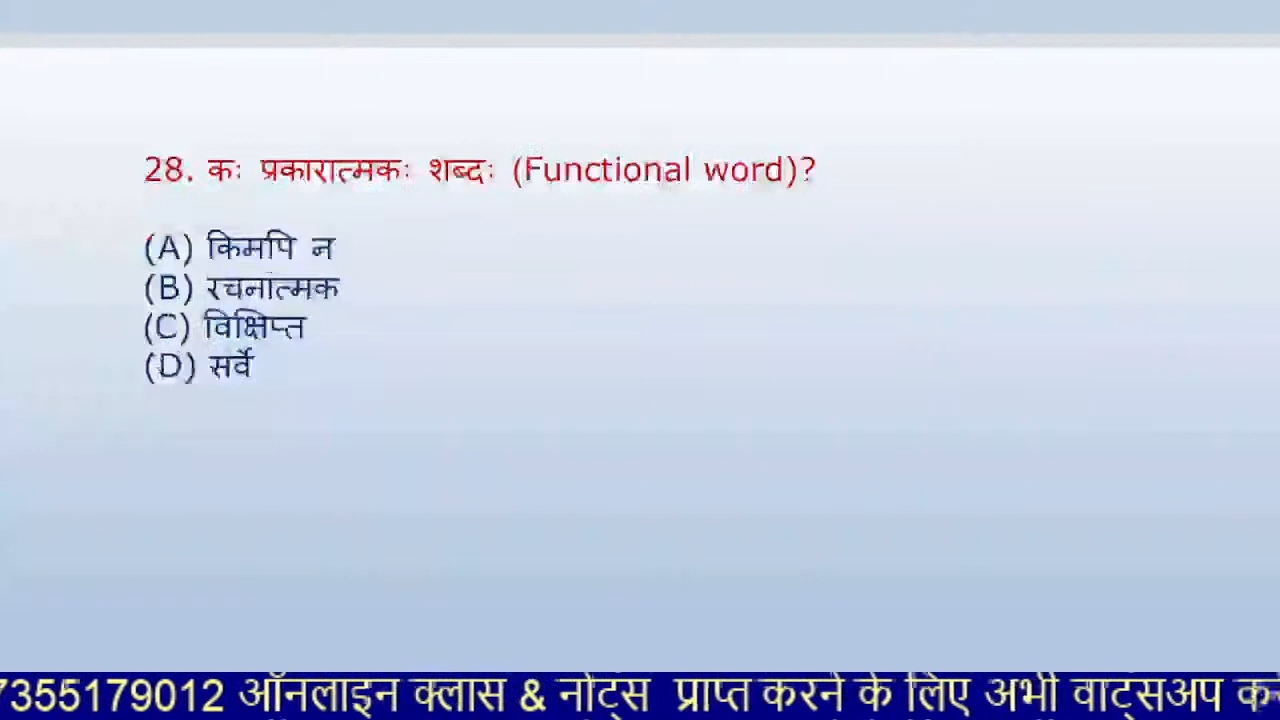 28. कः प्रकारात्मकः शब्दः (Functional word)?
(A) किमपि न
(B) रचनात्मक
(C) विक्षिप्त
(D) सर्वे
7355179012 ऑनलाइन क्लास & नोट्स प्राप्त करने के लिए अभी वाट्सअप